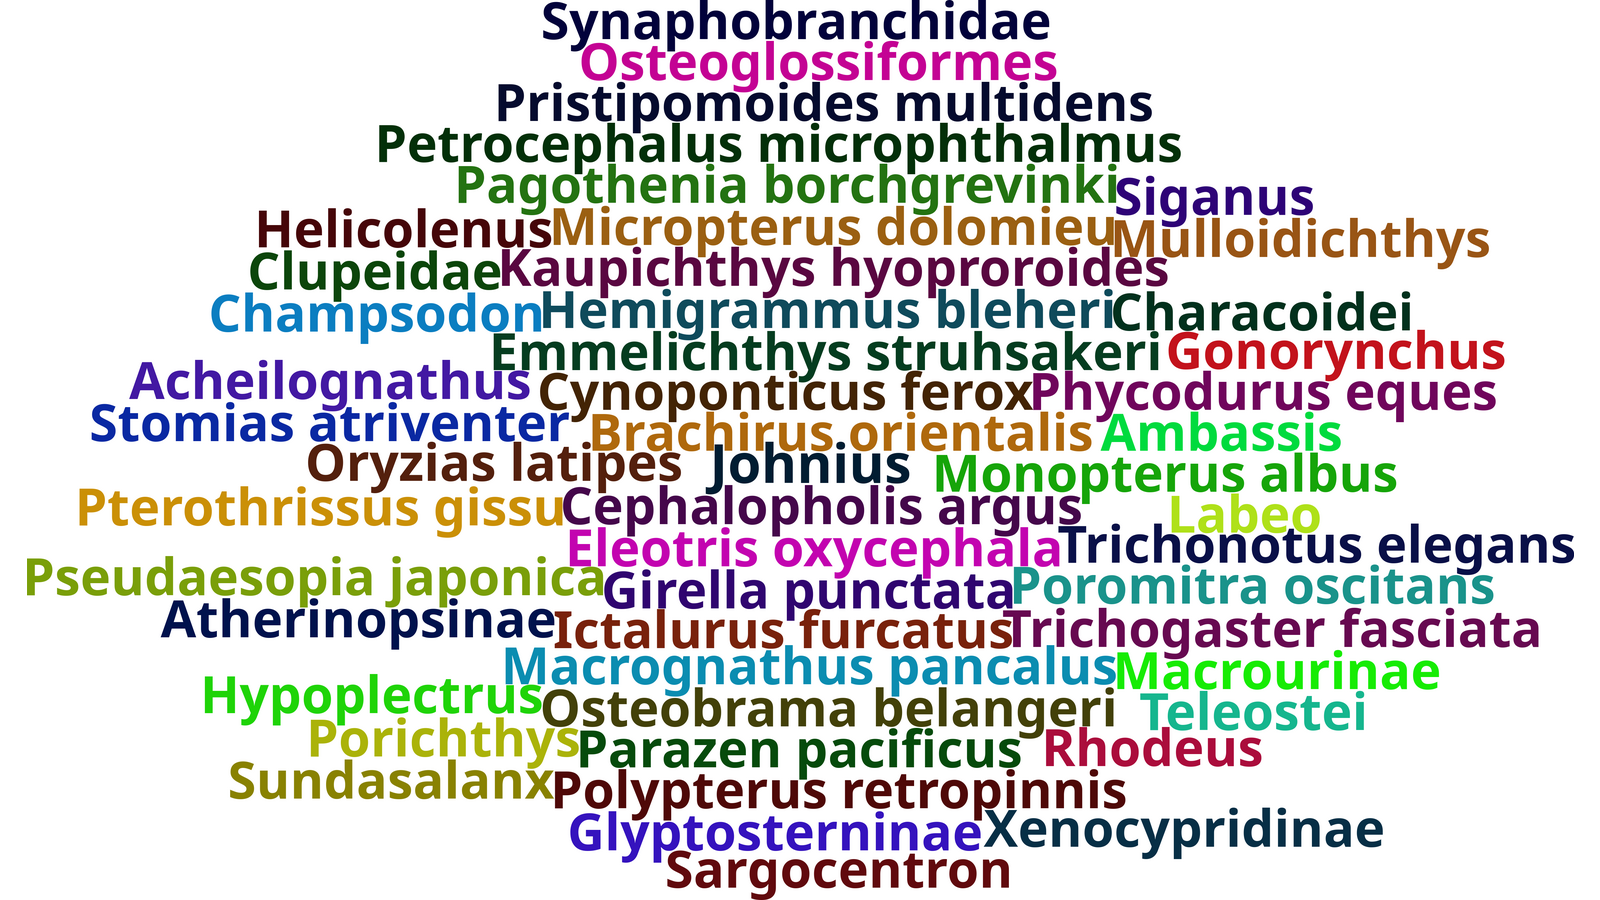 Synaphobranchidae
Osteoglossiformes
Pristipomoides multidens
Petrocephalus microphthalmus
Pagothenia borchgrevinki
Siganus
Helicolenus
Micropterus dolomieu
Mulloidichthys
Clupeidae
Kaupichthys hyoproroides
Champsodon
Hemigrammus bleheri
Characoidei
Emmelichthys struhsakeri
Gonorynchus
Acheilognathus
Cynoponticus ferox
Phycodurus eques
Stomias atriventer
Brachirus orientalis
Ambassis
Oryzias latipes
Johnius
Monopterus albus
Pterothrissus gissu
Cephalopholis argus
Labeo
Eleotris oxycephala
Trichonotus elegans
Pseudaesopia japonica
Girella punctata
Poromitra oscitans
Atherinopsinae
Ictalurus furcatus
Trichogaster fasciata
Macrognathus pancalus
Macrourinae
Hypoplectrus
Osteobrama belangeri
Teleostei
Porichthys
Parazen pacificus
Rhodeus
Sundasalanx
Polypterus retropinnis
Glyptosterninae
Xenocypridinae
Sargocentron